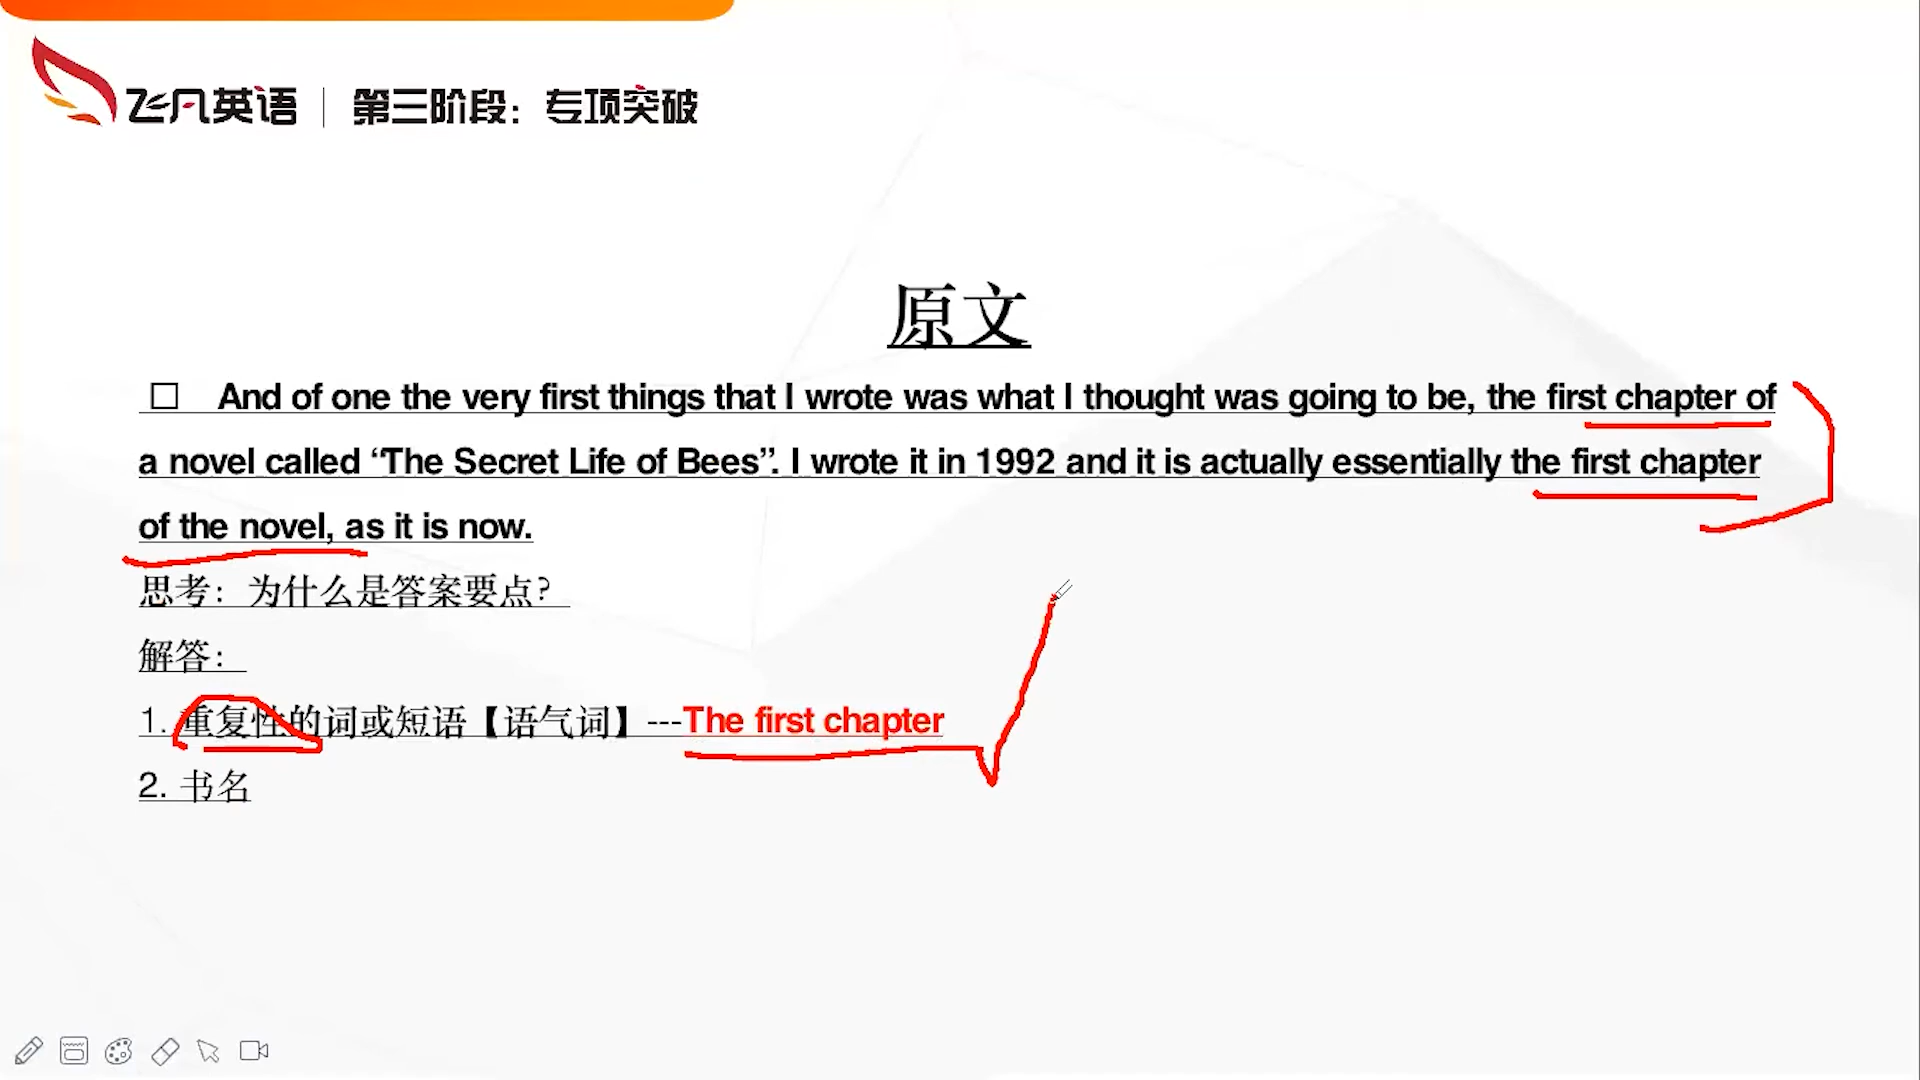 飞凡英语 | 第三阶段：专项突破
原文
□ And of one the very first things that I wrote was what I thought was going to be, the first chapter of
a novel called “The Secret Life of Bees”. I wrote it in 1992 and it is actually essentially the first chapter
of the novel, as it is now.
思考：为什么是答案要点？
解答：
1. 重复性的词或短语【语气词】---The first chapter
2. 书名